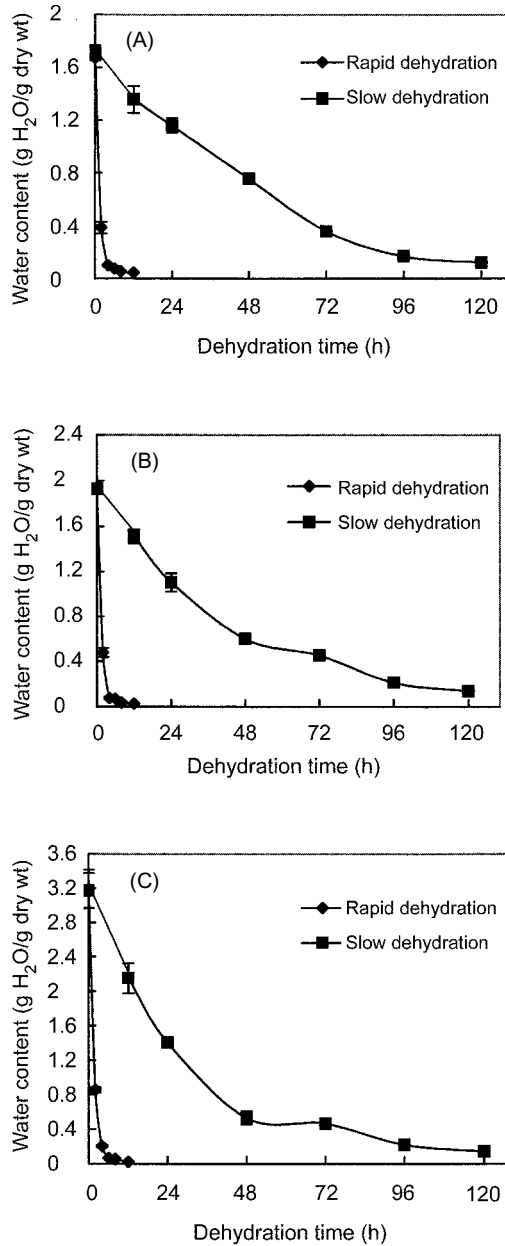 (A)
Water content (g H₂O/g dry wt)
2
1.6
1.2
0.8
0.4
0
Rapid dehydration
Slow dehydration
0 24 48 72 96 120
Dehydration time (h)
(B)
Water content (g H₂O/g dry wt)
2.4
2
1.6
1.2
0.8
0.4
0
Rapid dehydration
Slow dehydration
0 24 48 72 96 120
Dehydration time (h)
(C)
Water content (g H₂O/g dry wt)
3.6
3.2
2.8
2.4
2
1.6
1.2
0.8
0.4
0
Rapid dehydration
Slow dehydration
0 24 48 72 96 120
Dehydration time (h)